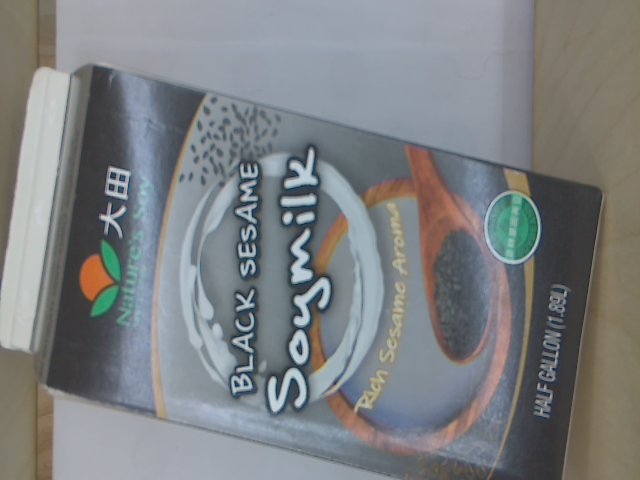 大田
Nature's Soy
BLACK SESAME
Soymilk
Rich Sesame Aroma
HALF GALLON (1.89L)